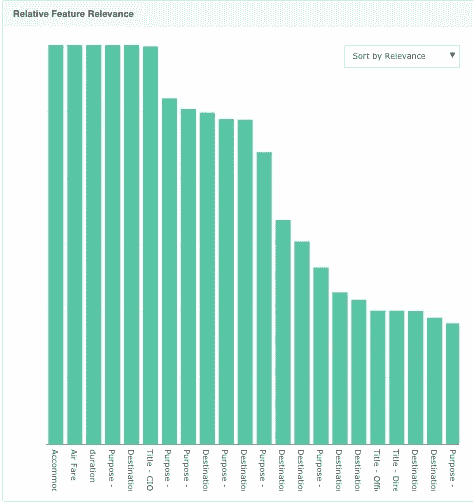 Relative Feature Relevance
Sort by Relevance
Accommod
Air Fare
duration
Purpose -
Destination
Title - CIO
Purpose -
Purpose -
Destination
Purpose -
Destination
Purpose -
Destination
Destination
Purpose -
Destination
Destination
Title - Offi
Title - Dire
Destination
Destination
Purpose -